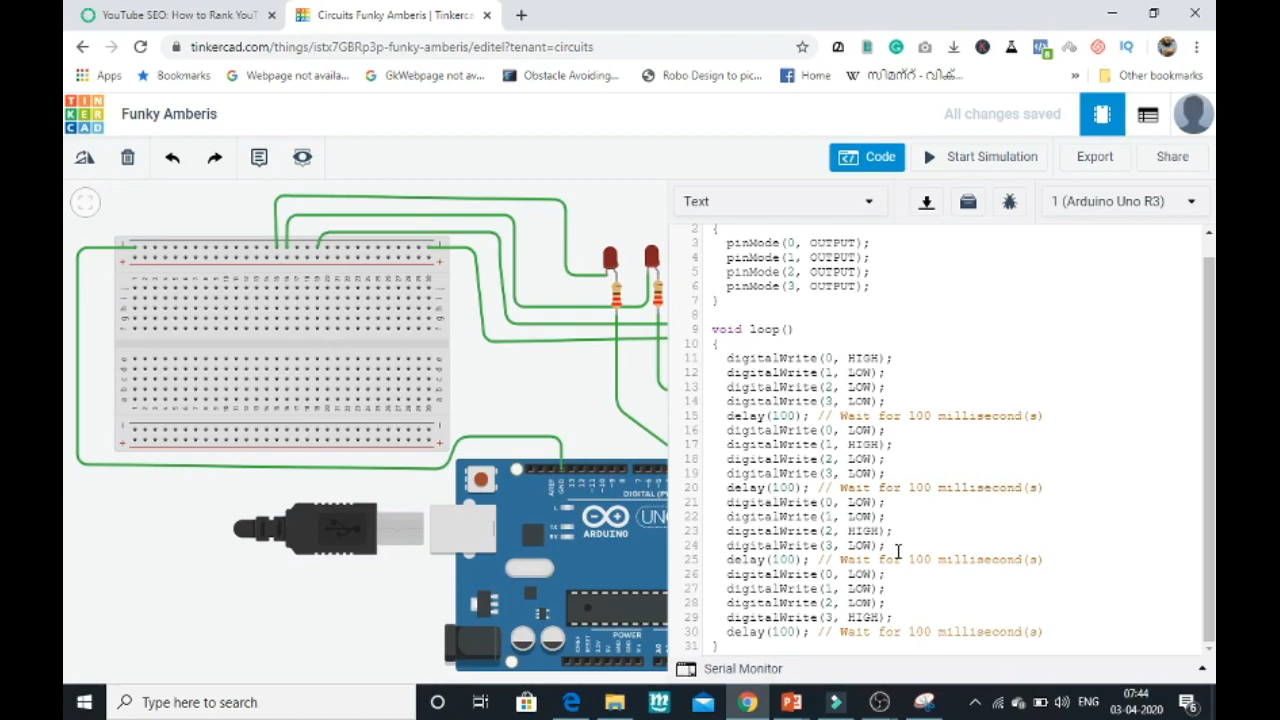 YouTube SEO: How to Rank YouT
Circuits Funky Amberis | Tinkerca
tinkercad.com/things/istx7GBRp3p-funky-amberis/editel?tenant=circuits
Apps
Bookmarks
Webpage not availa...
GkWebpage not av...
Obstacle Avoiding...
Robo Design to pic...
Home
സിമന്റ് - വിക്...
»
Other bookmarks
TIN
KER
CAD
Funky Amberis
All changes saved
Code
Start Simulation
Export
Share
Text
1 (Arduino Uno R3)
2 {
3 pinMode(0, OUTPUT);
4 pinMode(1, OUTPUT);
5 pinMode(2, OUTPUT);
6 pinMode(3, OUTPUT);
7 }
8
9 void loop()
10 {
11 digitalWrite(0, HIGH);
12 digitalWrite(1, LOW);
13 digitalWrite(2, LOW);
14 digitalWrite(3, LOW);
15 delay(100); // Wait for 100 millisecond(s)
16 digitalWrite(0, LOW);
17 digitalWrite(1, HIGH);
18 digitalWrite(2, LOW);
19 digitalWrite(3, LOW);
20 delay(100); // Wait for 100 millisecond(s)
21 digitalWrite(0, LOW);
22 digitalWrite(1, LOW);
23 digitalWrite(2, HIGH);
24 digitalWrite(3, LOW);
25 delay(100); // Wait for 100 millisecond(s)
26 digitalWrite(0, LOW);
27 digitalWrite(1, LOW);
28 digitalWrite(2, LOW);
29 digitalWrite(3, HIGH);
30 delay(100); // Wait for 100 millisecond(s)
31 }
AREF
GND
13
12
DIGITAL (P
L
TX
RX
UNO
ARDUINO
POWER
RESET
Serial Monitor
Type here to search
ENG
07:44
03-04-2020